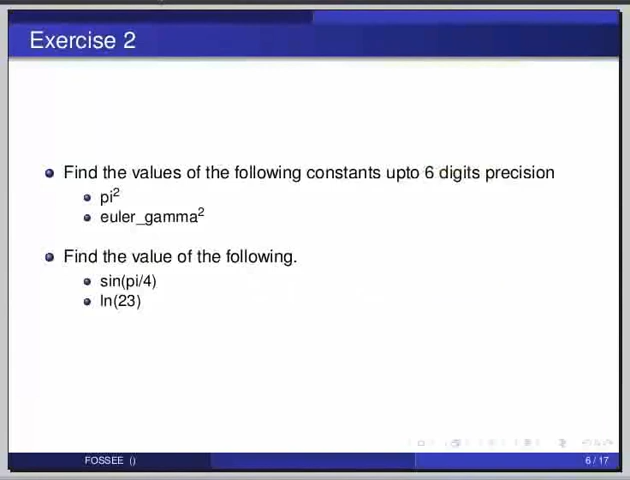 Exercise 2
Find the values of the following constants upto 6 digits precision
pi²
euler_gamma²
Find the value of the following.
sin(pi/4)
ln(23)
FOSSEE ()
6 / 17